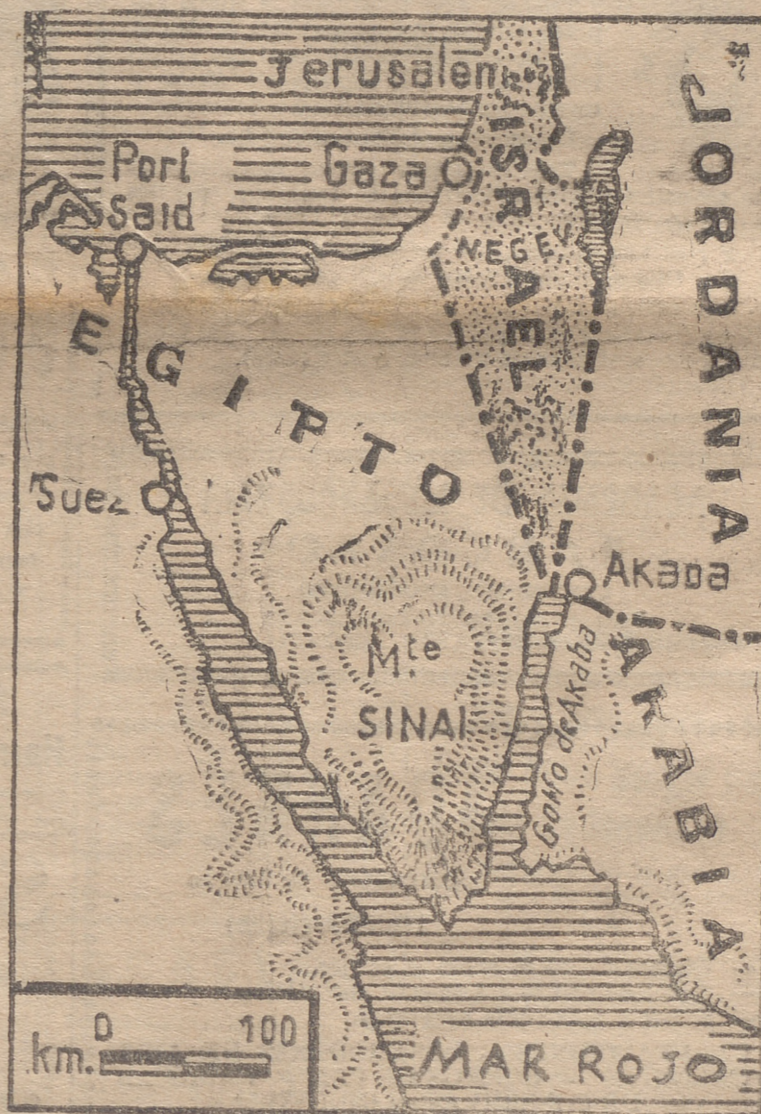 Jerusalen
Port
Said
Gaza
ISRAEL
NEGEV
JORDANIA
EGIPTO
Suez
Akaba
Mte
SINAI
Golfo de Akaba
ARABIA
0 100
km.
MAR ROJO